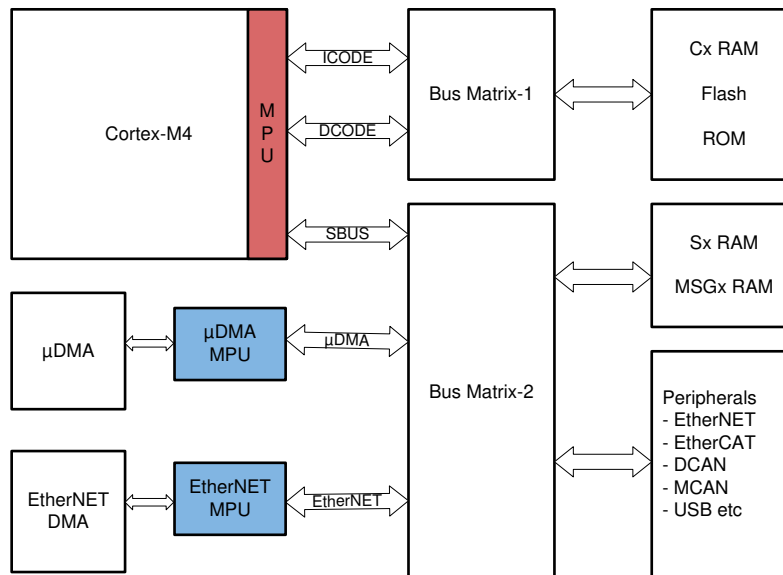 Cortex-M4
M
P
U
ICODE
DCODE
SBUS
Bus Matrix-1
Cx RAM
Flash
ROM
Sx RAM
MSGx RAM
µDMA
µDMA
MPU
µDMA
Bus Matrix-2
EtherNET
DMA
EtherNET
MPU
EtherNET
Peripherals
- EtherNET
- EtherCAT
- DCAN
- MCAN
- USB etc